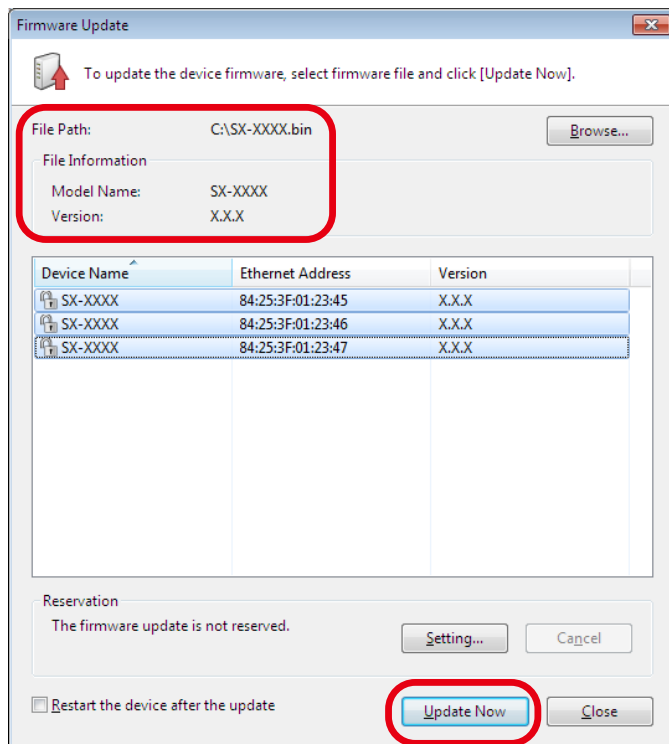 Firmware Update
To update the device firmware, select firmware file and click [Update Now].
File Path: C:\SX-XXXX.bin Browse...
File Information
Model Name: SX-XXXX
Version: X.X.X
Device Name Ethernet Address Version
SX-XXXX 84:25:3F:01:23:45 X.X.X
SX-XXXX 84:25:3F:01:23:46 X.X.X
SX-XXXX 84:25:3F:01:23:47 X.X.X
Reservation
The firmware update is not reserved.
Setting... Cancel
Restart the device after the update
Update Now Close